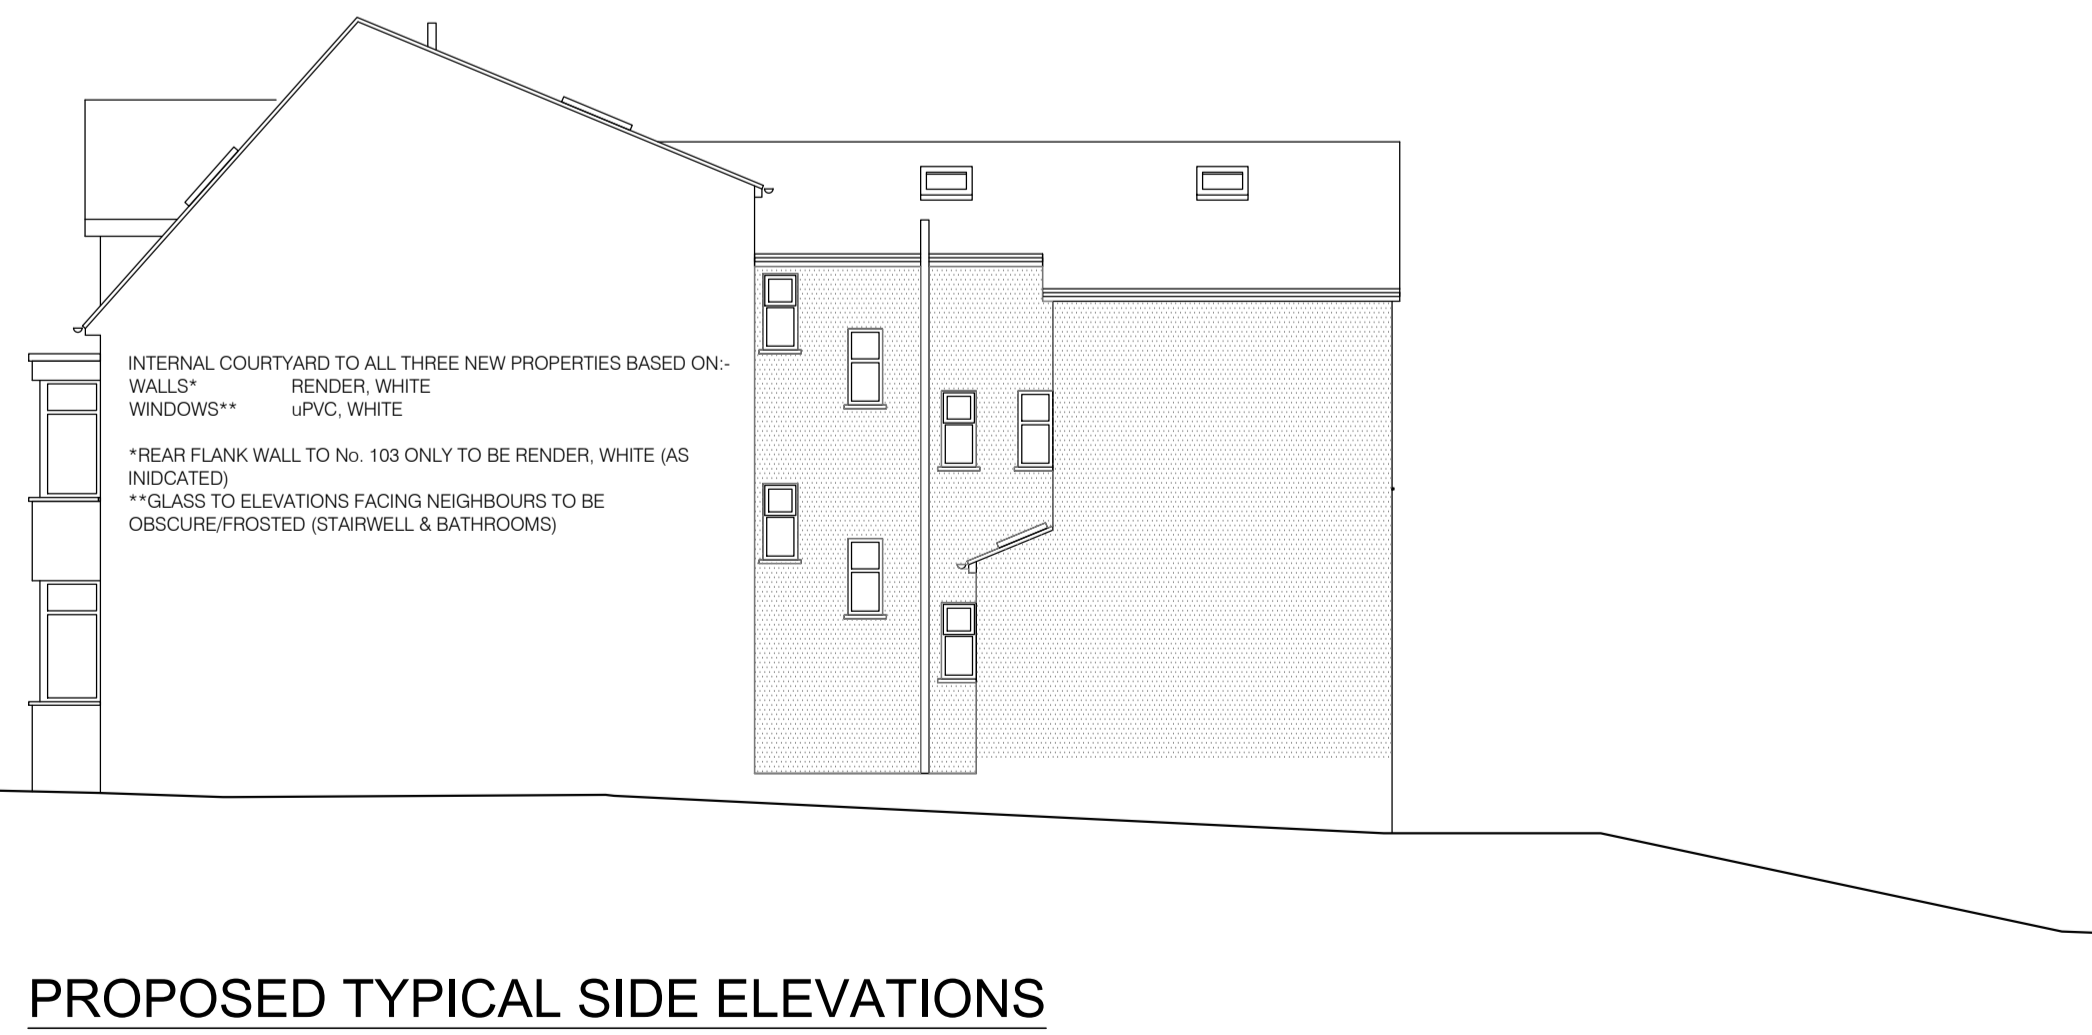 INTERNAL COURTYARD TO ALL THREE NEW PROPERTIES BASED ON:-
WALLS* RENDER, WHITE
WINDOWS** uPVC, WHITE
*REAR FLANK WALL TO No. 103 ONLY TO BE RENDER, WHITE (AS
INIDCATED)
**GLASS TO ELEVATIONS FACING NEIGHBOURS TO BE
OBSCURE/FROSTED (STAIRWELL & BATHROOMS)
PROPOSED TYPICAL SIDE ELEVATIONS